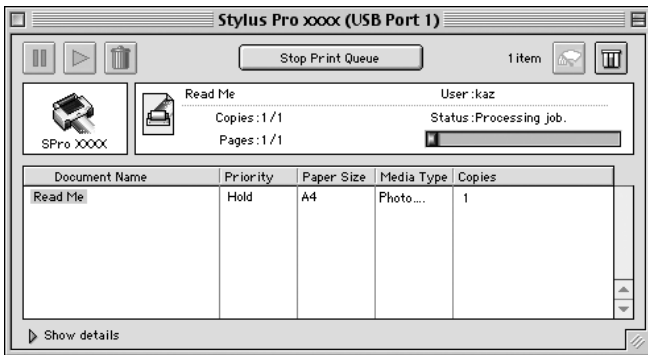 Stylus Pro xxxx (USB Port 1)
Stop Print Queue
1 item
SPro XXXX
Read Me
User :kaz
Copies :1 /1
Status :Processing job.
Pages :1 /1
Document Name Priority Paper Size Media Type Copies
Read Me Hold A4 Photo.... 1
Show details